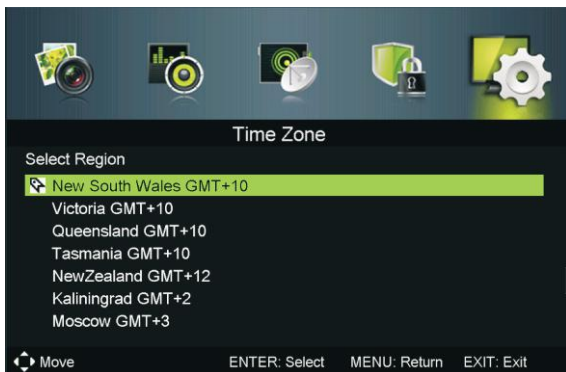 Time Zone
Select Region
New South Wales GMT+10
Victoria GMT+10
Queensland GMT+10
Tasmania GMT+10
NewZealand GMT+12
Kaliningrad GMT+2
Moscow GMT+3
Move ENTER: Select MENU: Return EXIT: Exit